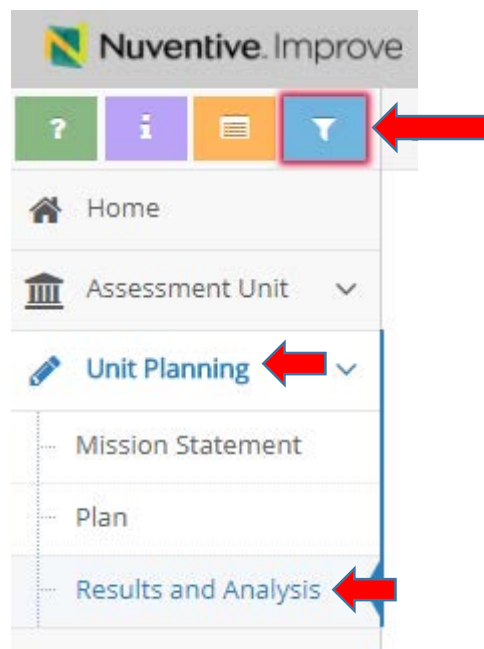 Nuventive. Improve
? i
Home
Assessment Unit
Unit Planning
Mission Statement
Plan
Results and Analysis